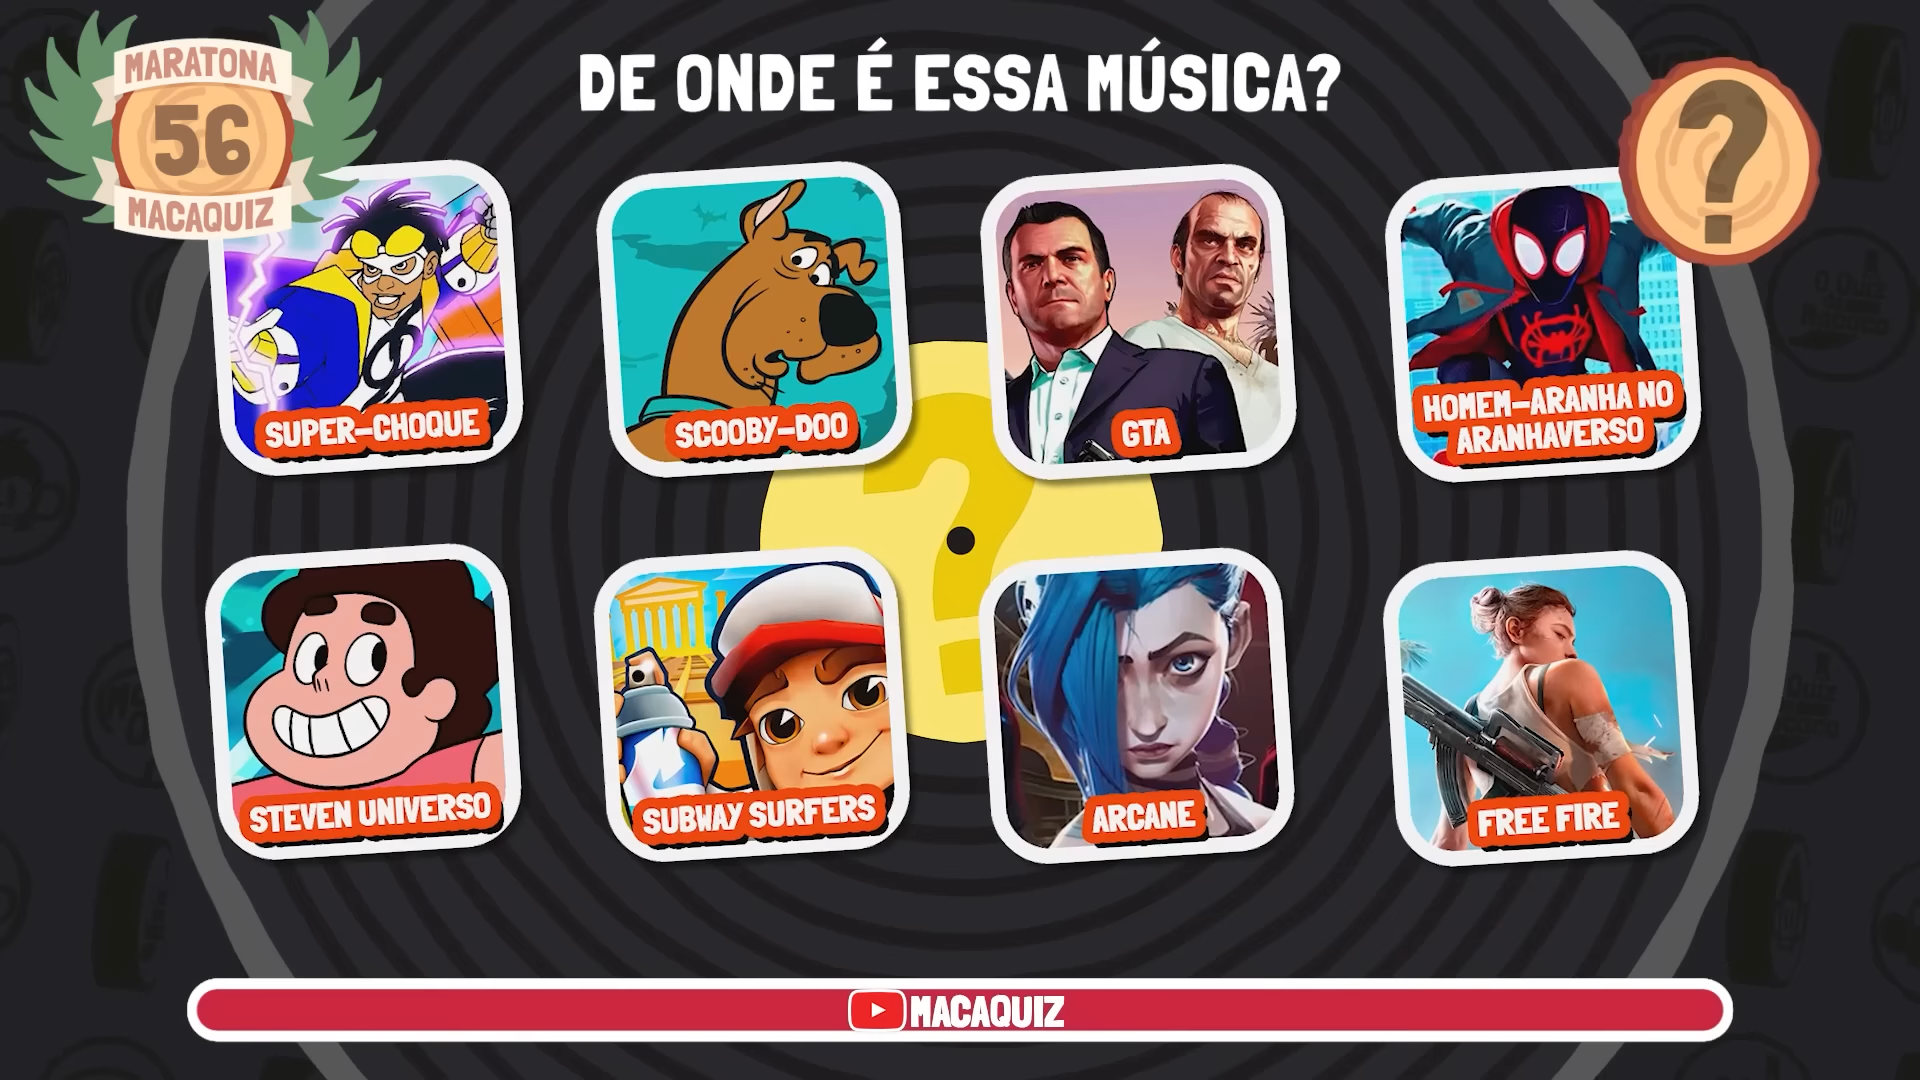 MARATONA
56
MACAQUIZ
DE ONDE É ESSA MÚSICA?
?
SUPER-CHOQUE
SCOOBY-DOO
GTA
HOMEM-ARANHA NO
ARANHAVERSO
?
STEVEN UNIVERSO
SUBWAY SURFERS
ARCANE
FREE FIRE
MACAQUIZ